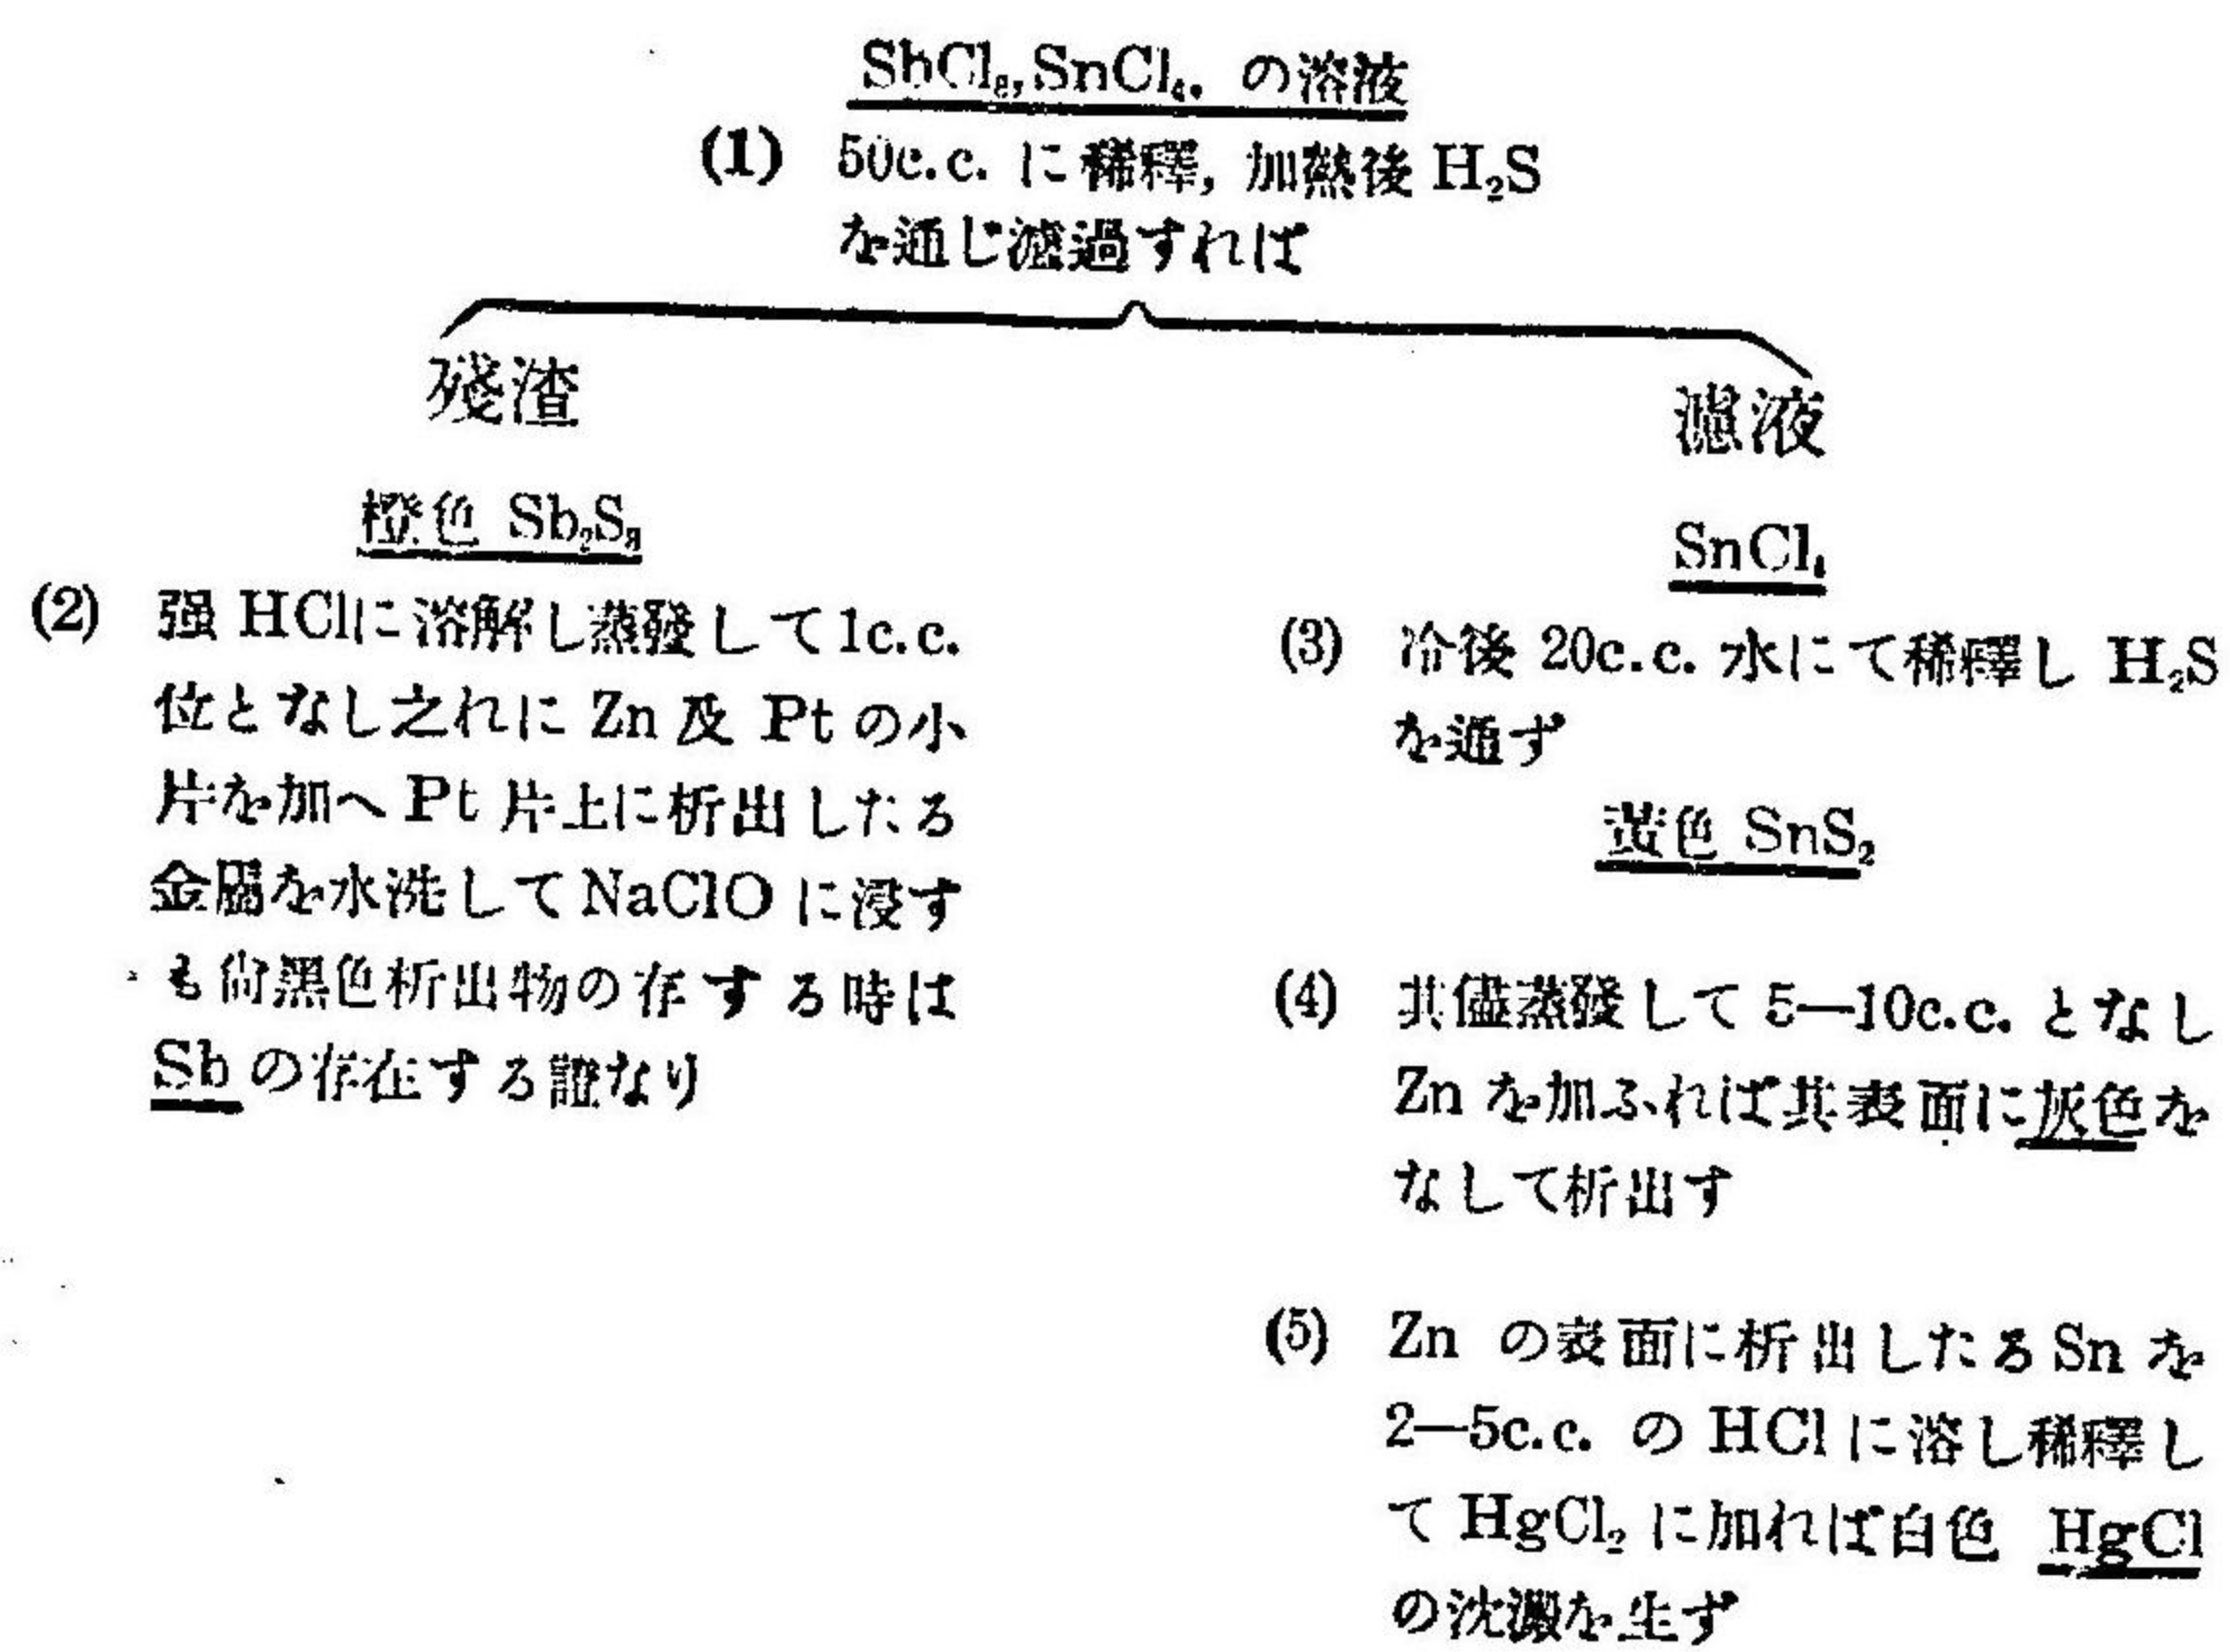 SbCl₃, SnCl₄. の溶液
(1) 50c.c. に稀釋, 加熱後 H₂S
を通じ濾過すれば
殘渣
橙色 Sb₂S₃
(2) 强 HClに溶解し蒸發して1c.c.
位となし之れに Zn 及 Pt の小
片を加へ Pt 片上に析出したる
金屬を水洗して NaClO に浸す
も尙黑色析出物の存する時は
Sb の存在する證なり
濾液
SnCl₄
(3) 冷後 20c.c. 水にて稀釋し H₂S
を通ず
黃色 SnS₂
(4) 其儘蒸發して 5—10c.c. となし
Zn を加ふれば其表面に灰色を
なして析出す
(5) Zn の表面に析出したる Sn を
2—5c.c. の HCl に溶し稀釋し
て HgCl₂ に加れば白色 HgCl
の沈澱を生ず